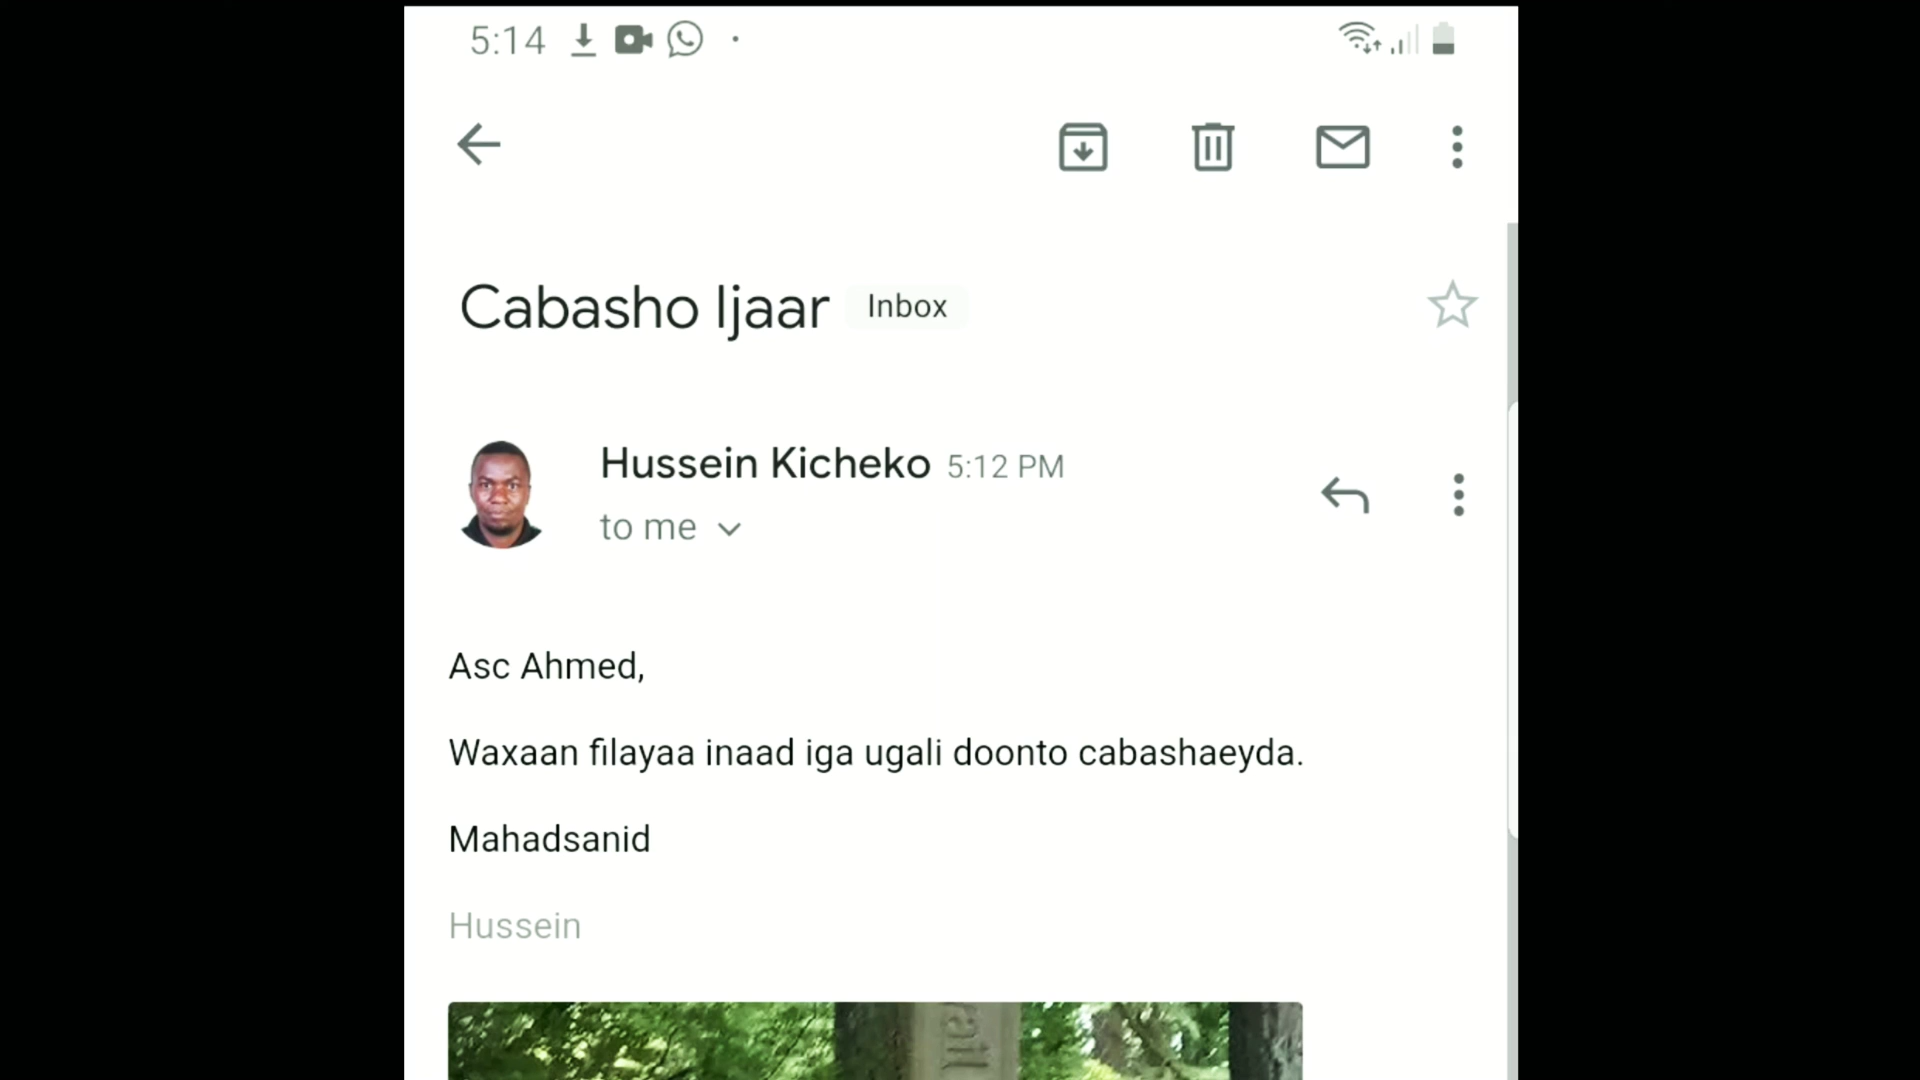 5:14
Cabasho Ijaar Inbox
Hussein Kicheko 5:12 PM
to me
Asc Ahmed,
Waxaan filayaa inaad iga ugali doonto cabashaeyda.
Mahadsanid
Hussein